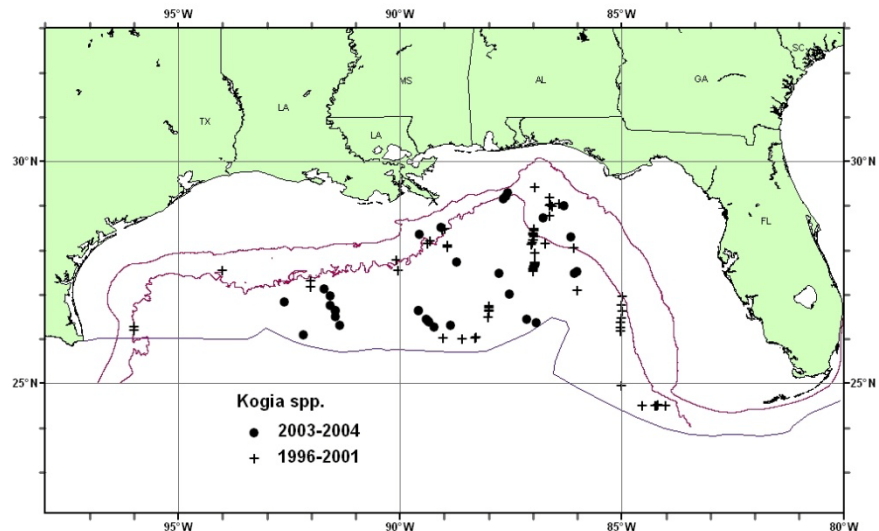 95°W 90°W 85°W 80°W
SC
MS AL GA
LA
TX
LA
30°N 30°N
FL
25°N 25°N
Kogia spp.
2003-2004
1996-2001
95°W 90°W 85°W 80°W